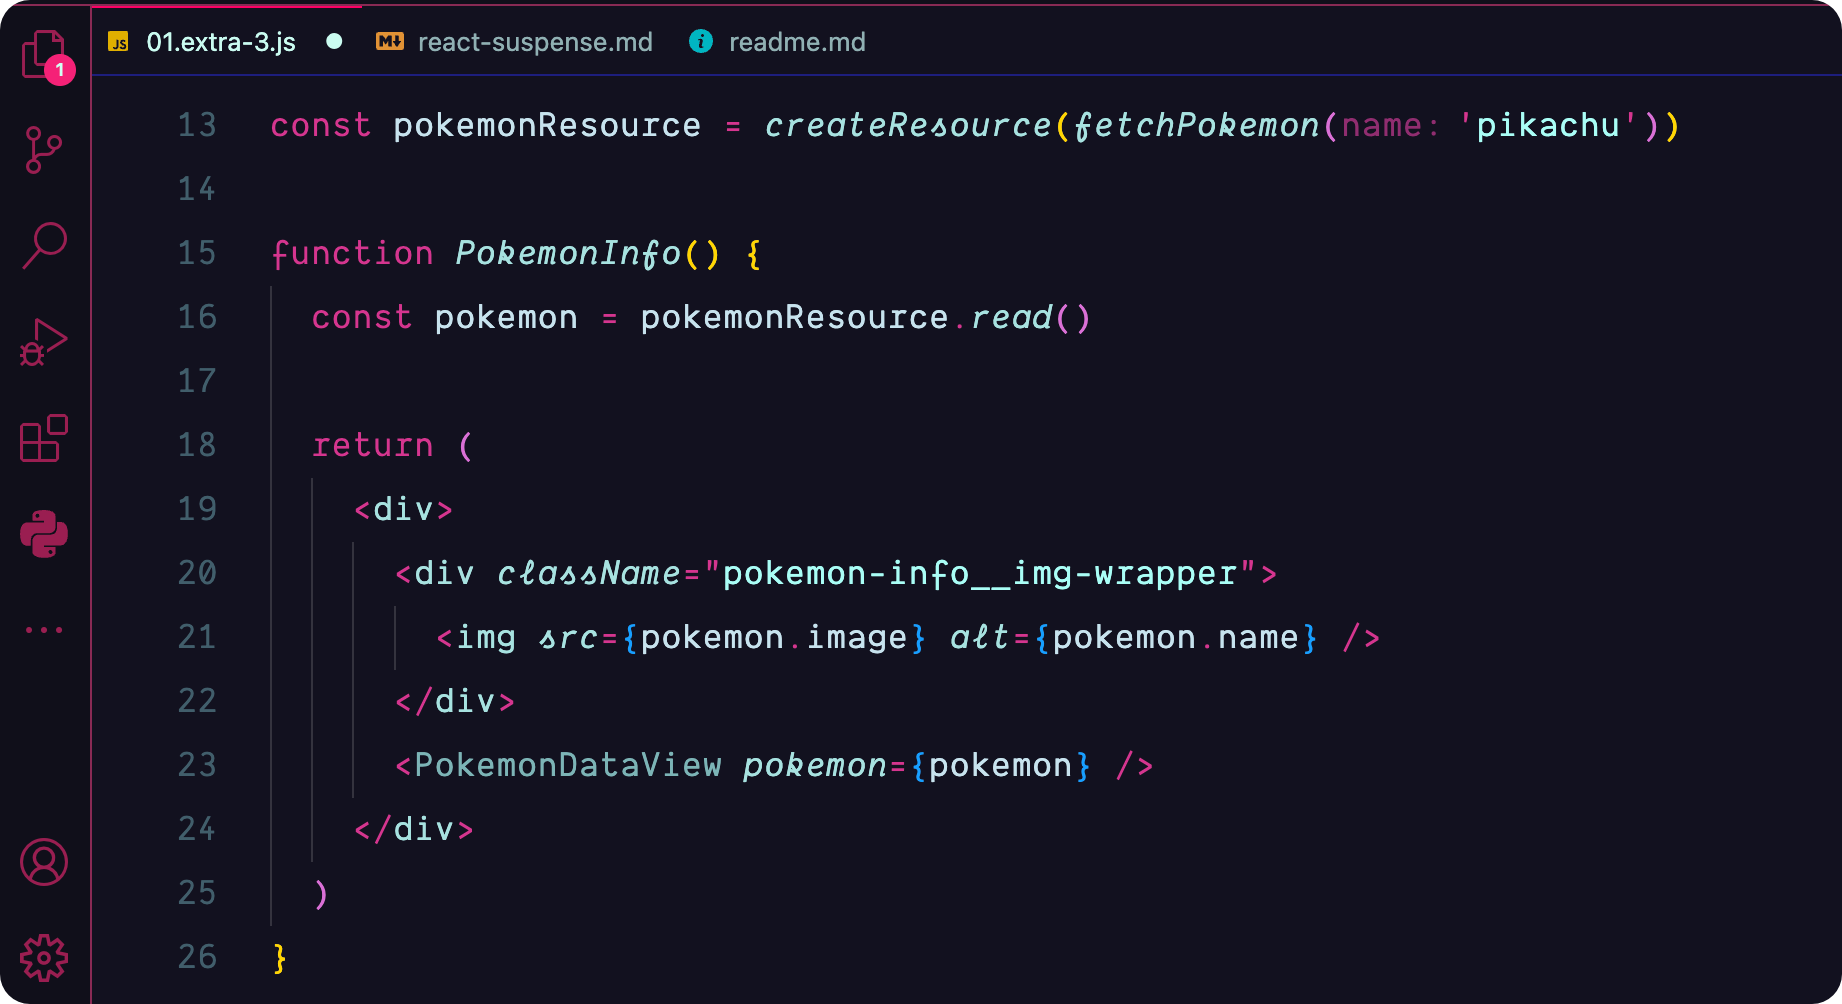 JS 01.extra-3.js react-suspense.md readme.md
1
13 const pokemonResource = createResource(fetchPokemon(name: 'pikachu'))
14
15 function PokemonInfo() {
16 const pokemon = pokemonResource.read()
17
18 return (
19 <div>
20 <div className="pokemon-info__img-wrapper">
21 <img src={pokemon.image} alt={pokemon.name} />
22 </div>
23 <PokemonDataView pokemon={pokemon} />
24 </div>
25 )
26 }